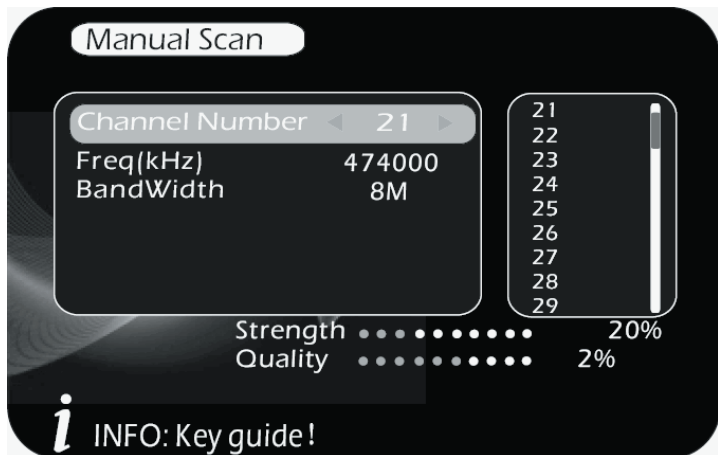 Manual Scan
Channel Number 21
Freq(kHz) 474000
BandWidth 8M
21
22
23
24
25
26
27
28
29
Strength 20%
Quality 2%
i INFO: Key guide!